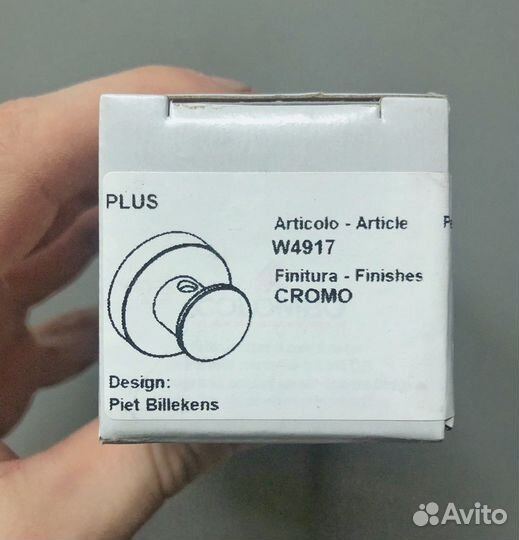 PLUS
Articolo - Article
W4917
Finitura - Finishes
CROMO
Design:
Piet Billekens
Avito